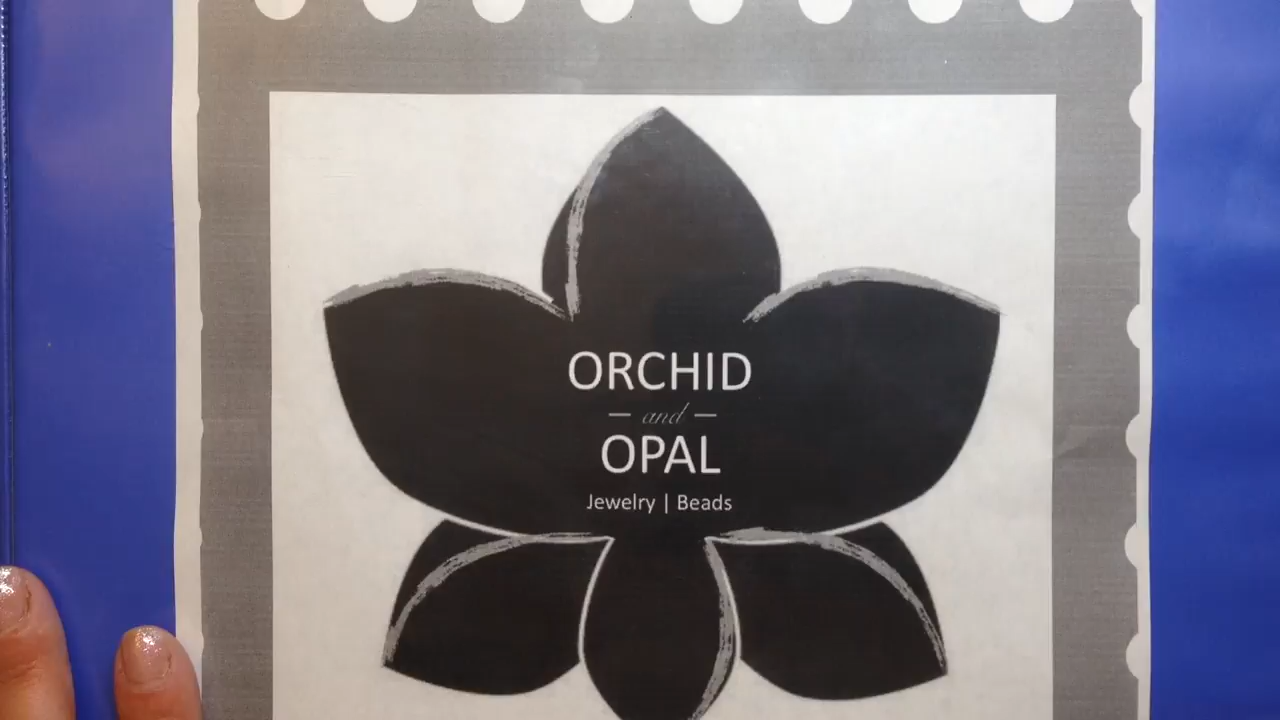 ORCHID
— and —
OPAL
Jewelry | Beads